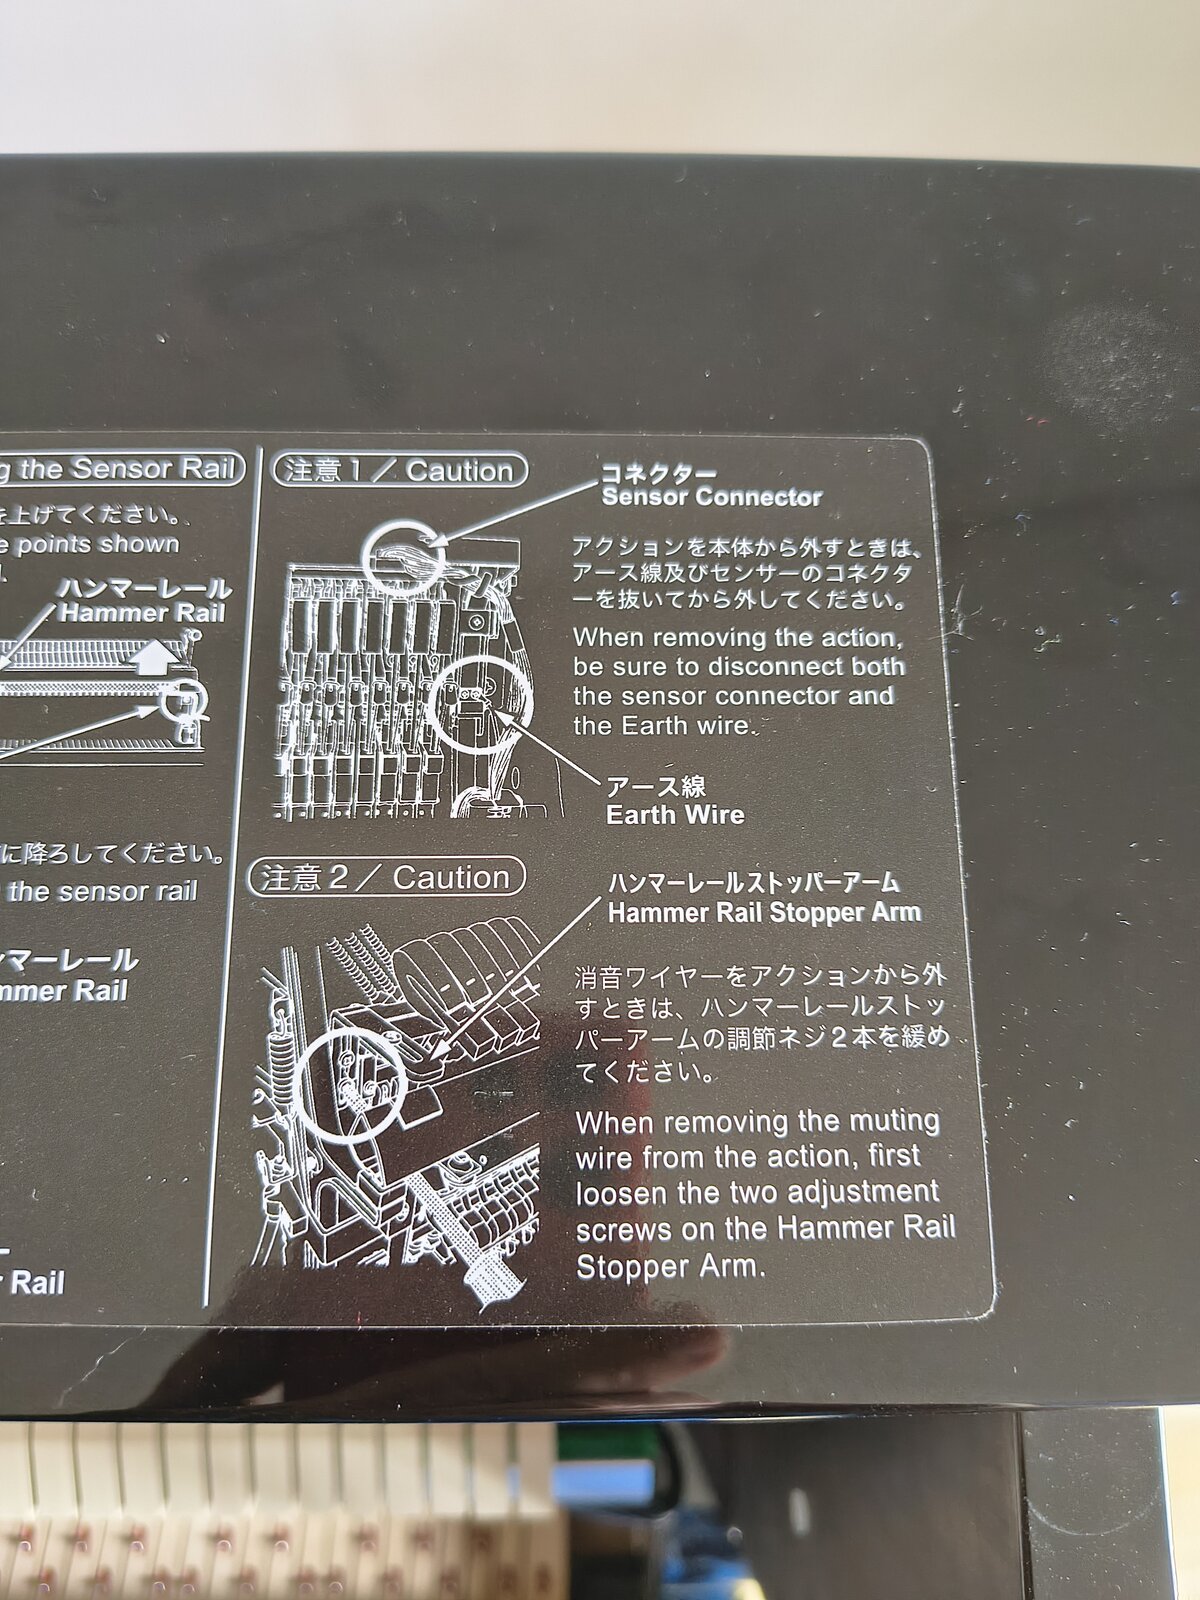 g the Sensor Rail
を上げてください。
e points shown
ハンマーレール
Hammer Rail
に降ろしてください。
the sensor rail
マーレール
mmer Rail
Rail
注意1／Caution
コネクター
Sensor Connector
アクションを本体から外すときは、
アース線及びセンサーのコネクタ
ーを抜いてから外してください。
When removing the action,
be sure to disconnect both
the sensor connector and
the Earth wire.
アース線
Earth Wire
注意2／Caution
ハンマーレールストッパーアーム
Hammer Rail Stopper Arm
消音ワイヤーをアクションから外
すときは、ハンマーレールストッ
パーアームの調節ネジ2本を緩め
てください。
When removing the muting
wire from the action, first
loosen the two adjustment
screws on the Hammer Rail
Stopper Arm.